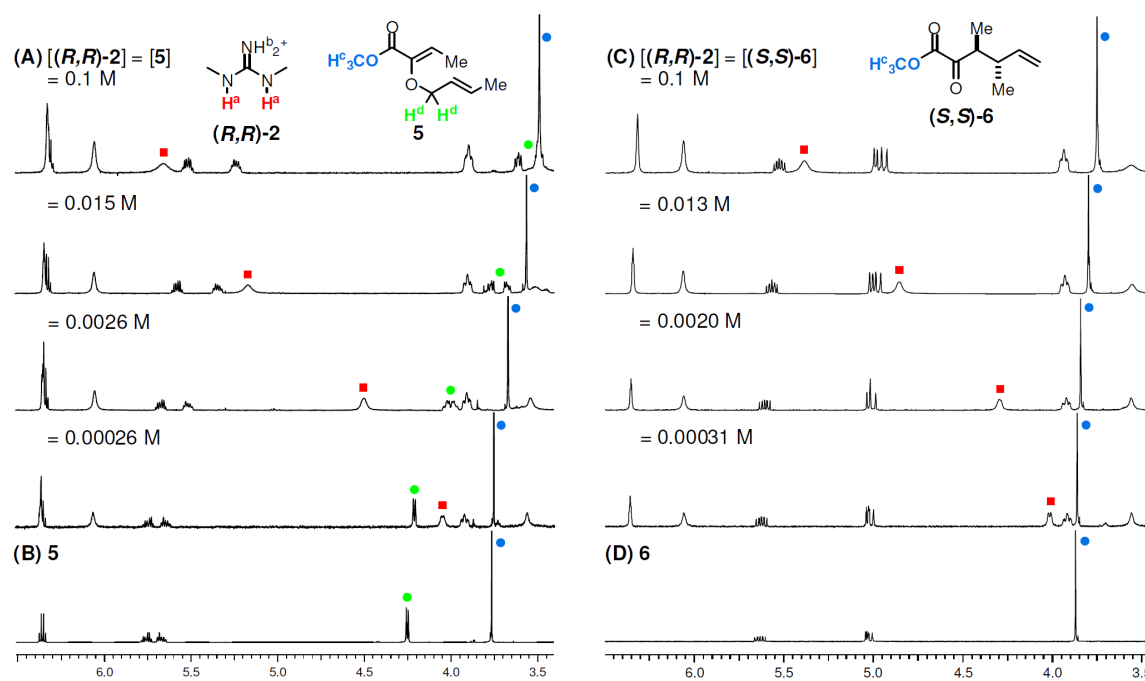 (A) [(R,R)-2] = [5]
= 0.1 M
NHᵇ₂⁺
N
N
Hᵃ
Hᵃ
(R,R)-2
O
Hᶜ₃CO
Me
O
Me
Hᵈ
Hᵈ
5
= 0.015 M
= 0.0026 M
= 0.00026 M
(B) 5
6.0
5.5
5.0
4.5
4.0
3.5
(C) [(R,R)-2] = [(S,S)-6]
= 0.1 M
O
Me
Hᶜ₃CO
O
Me
(S,S)-6
= 0.013 M
= 0.0020 M
= 0.00031 M
(D) 6
6.0
5.5
5.0
4.5
4.0
3.5